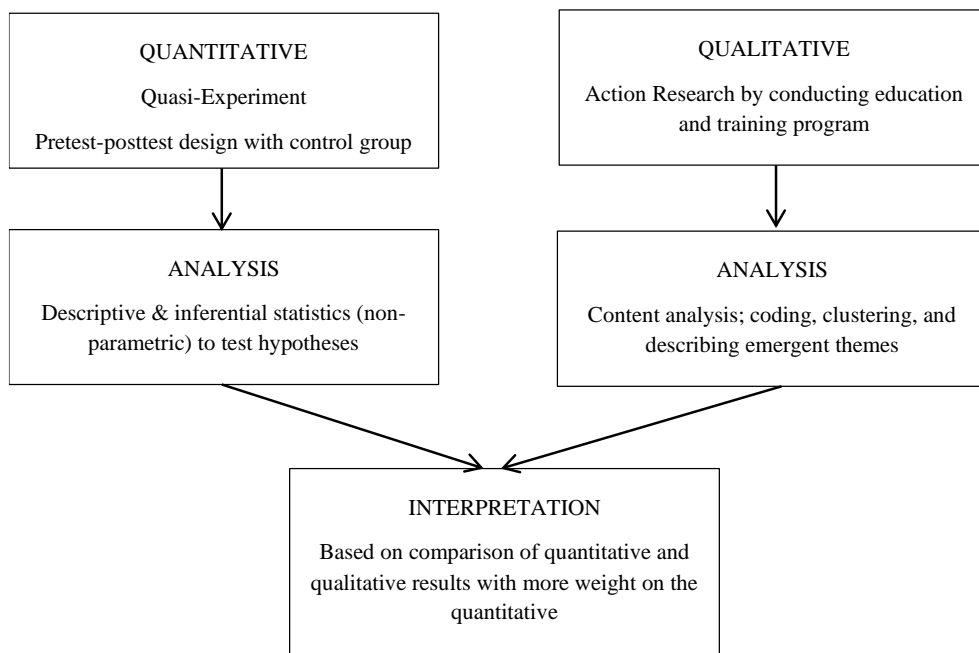 QUANTITATIVE
Quasi-Experiment
Pretest-posttest design with control group
QUALITATIVE
Action Research by conducting education
and training program
ANALYSIS
Descriptive & inferential statistics (non-
parametric) to test hypotheses
ANALYSIS
Content analysis; coding, clustering, and
describing emergent themes
INTERPRETATION
Based on comparison of quantitative and
qualitative results with more weight on the
quantitative